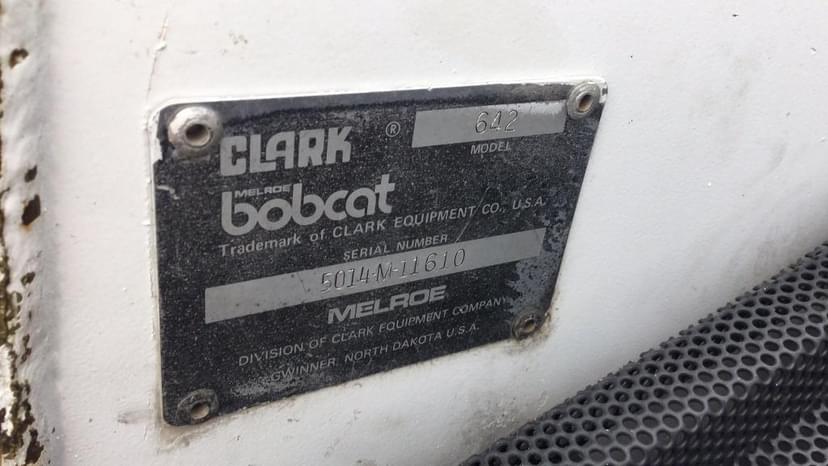 CLARK ® 642
MODEL
MELROE
bobcat
Trademark of CLARK EQUIPMENT CO., U.S.A.
SERIAL NUMBER
5014-M-11610
MELROE
DIVISION OF CLARK EQUIPMENT COMPANY
GWINNER, NORTH DAKOTA U.S.A.